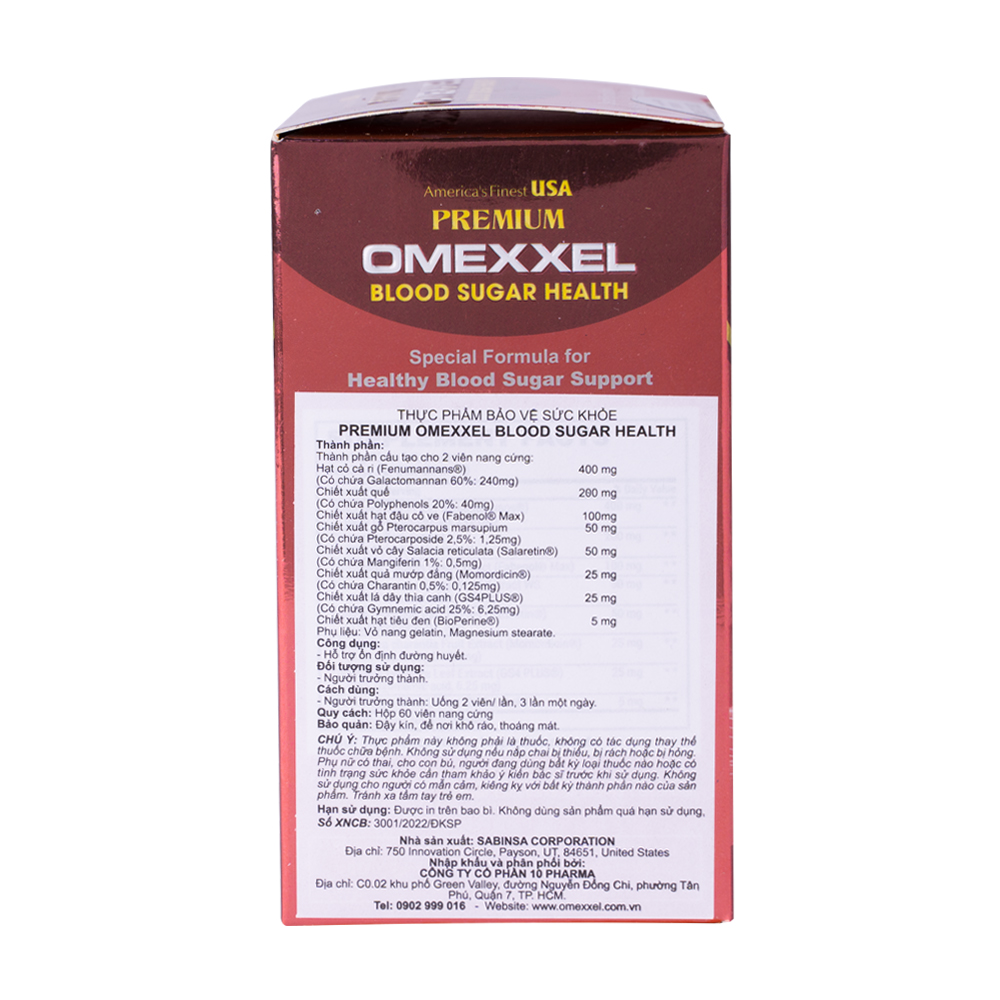 America's Finest USA
PREMIUM
OMEXXEL
BLOOD SUGAR HEALTH
Special Formula for
Healthy Blood Sugar Support
THỰC PHẨM BẢO VỆ SỨC KHỎE
PREMIUM OMEXXEL BLOOD SUGAR HEALTH
Thành phần:
Thành phần cấu tạo cho 2 viên nang cứng:
Hạt cỏ cà ri (Fenumannans®) 400 mg
(Có chứa Galactomannan 60%: 240mg)
Chiết xuất quế 200 mg
(Có chứa Polyphenols 20%: 40mg)
Chiết xuất hạt đậu cô ve (Fabenol® Max) 100mg
Chiết xuất gỗ Pterocarpus marsupium 50 mg
(Có chứa Pterocarposide 2,5%: 1,25mg)
Chiết xuất vỏ cây Salacia reticulata (Salaretin®) 50 mg
(Có chứa Mangiferin 1%: 0,5mg)
Chiết xuất quả mướp đắng (Momordicin®) 25 mg
(Có chứa Charantin 0,5%: 0,125mg)
Chiết xuất lá dây thìa canh (GS4PLUS®) 25 mg
(Có chứa Gymnemic acid 25%: 6,25mg)
Chiết xuất hạt tiêu đen (BioPerine®) 5 mg
Phụ liệu: Vỏ nang gelatin, Magnesium stearate.
Công dụng:
- Hỗ trợ ổn định đường huyết.
Đối tượng sử dụng:
- Người trưởng thành.
Cách dùng:
- Người trưởng thành: Uống 2 viên/ lần, 3 lần một ngày.
Quy cách: Hộp 60 viên nang cứng
Bảo quản: Đậy kín, để nơi khô ráo, thoáng mát.
CHÚ Ý: Thực phẩm này không phải là thuốc, không có tác dụng thay thế
thuốc chữa bệnh. Không sử dụng nếu nắp chai bị thiếu, bị rách hoặc bị hỏng.
Phụ nữ có thai, cho con bú, người đang dùng bất kỳ loại thuốc nào hoặc có
tình trạng sức khỏe cần tham khảo ý kiến bác sĩ trước khi sử dụng. Không
sử dụng cho người có mẫn cảm, kiêng kỵ với bất kỳ thành phần nào của sản
phẩm. Tránh xa tầm tay trẻ em.
Hạn sử dụng: Được in trên bao bì. Không dùng sản phẩm quá hạn sử dụng.
Số XNCB: 3001/2022/ĐKSP
Nhà sản xuất: SABINSA CORPORATION
Địa chỉ: 750 Innovation Circle, Payson, UT, 84651, United States
Nhập khẩu và phân phối bởi:
CÔNG TY CỔ PHẦN 10 PHARMA
Địa chỉ: C0.02 khu phố Green Valley, đường Nguyễn Đổng Chi, phường Tân
Phú, Quận 7, TP. HCM.
Tel: 0902 999 016 - Website: www.omexxel.com.vn